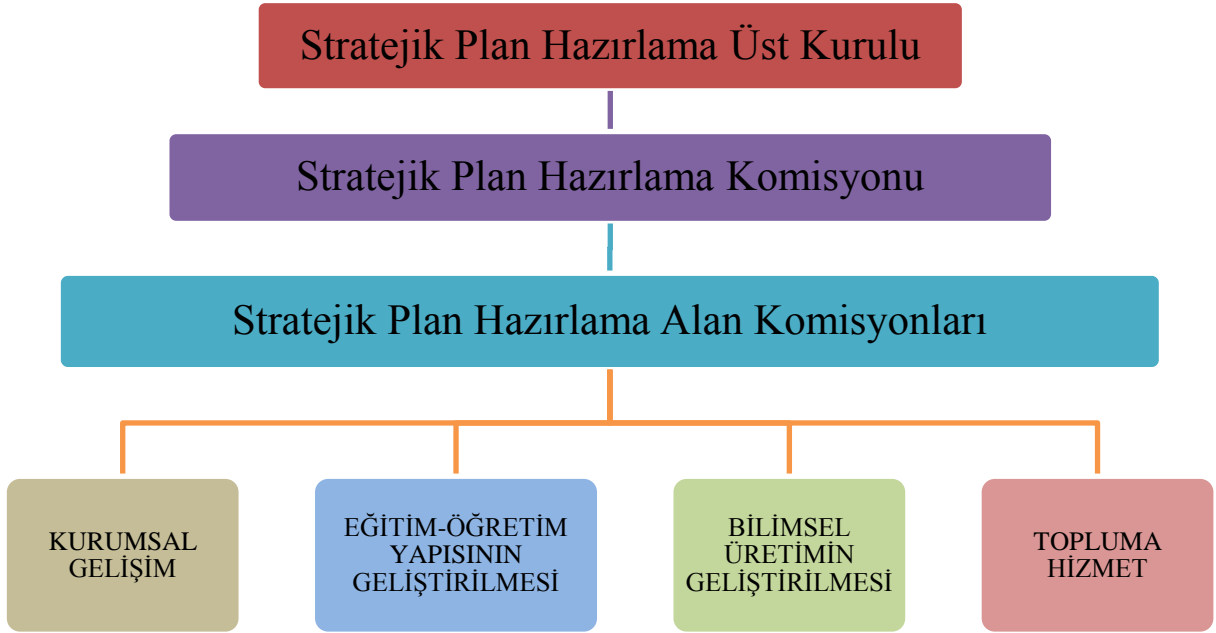 Stratejik Plan Hazırlama Üst Kurulu
Stratejik Plan Hazırlama Komisyonu
Stratejik Plan Hazırlama Alan Komisyonları
KURUMSAL
GELİŞİM
EĞİTİM-ÖĞRETİM
YAPISININ
GELİŞTİRİLMESİ
BİLİMSEL
ÜRETİMİN
GELİŞTİRİLMESİ
TOPLUMA
HİZMET